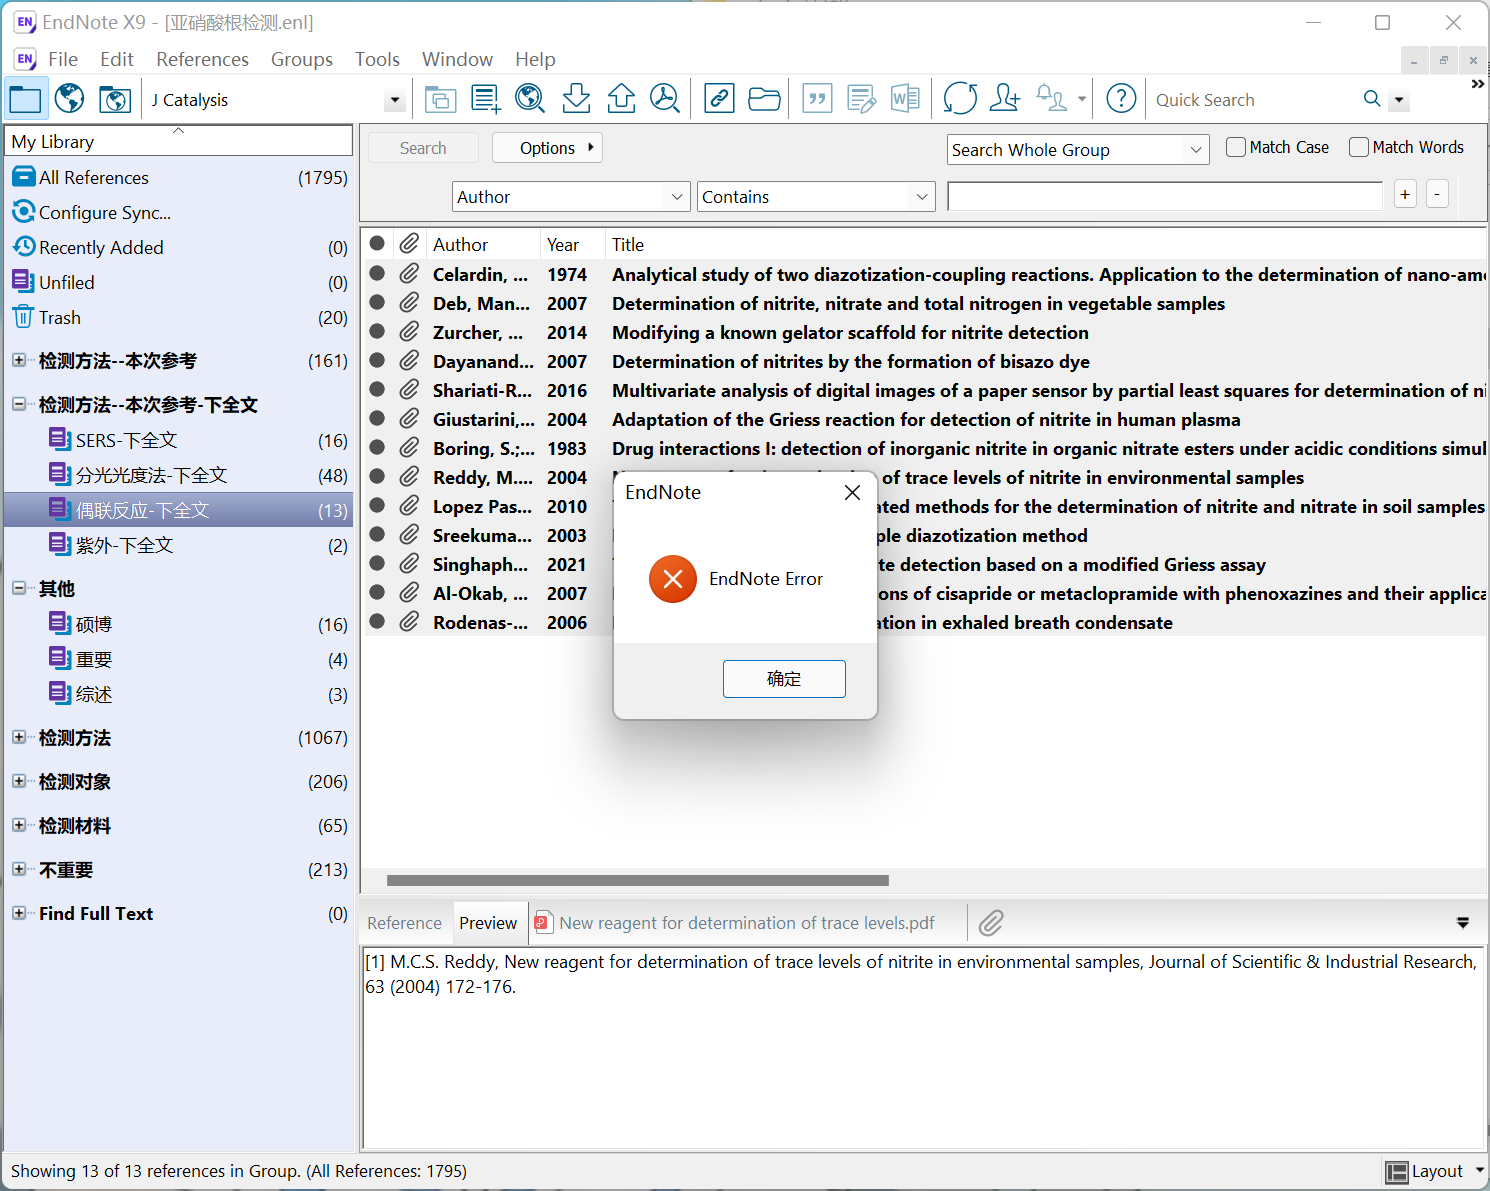 EndNote X9 - [亚硝酸根检测.enl]
File Edit References Groups Tools Window Help
J Catalysis
Quick Search
My Library
All References (1795)
Configure Sync...
Recently Added (0)
Unfiled (0)
Trash (20)
检测方法--本次参考 (161)
检测方法--本次参考-下全文
SERS-下全文 (16)
分光光度法-下全文 (48)
偶联反应-下全文 (13)
紫外-下全文 (2)
其他
硕博 (16)
重要 (4)
综述 (3)
检测方法 (1067)
检测对象 (206)
检测材料 (65)
不重要 (213)
Find Full Text (0)
Search Options Search Whole Group Match Case Match Words
Author Contains + -
Author Year Title
Celardin, ... 1974 Analytical study of two diazotization-coupling reactions. Application to the determination of nano-am
Deb, Man... 2007 Determination of nitrite, nitrate and total nitrogen in vegetable samples
Zurcher, ... 2014 Modifying a known gelator scaffold for nitrite detection
Dayanand... 2007 Determination of nitrites by the formation of bisazo dye
Shariati-R... 2016 Multivariate analysis of digital images of a paper sensor by partial least squares for determination of ni
Giustarini,... 2004 Adaptation of the Griess reaction for detection of nitrite in human plasma
Boring, S.;... 1983 Drug interactions I: detection of inorganic nitrite in organic nitrate esters under acidic conditions simul
Reddy, M.... 2004 of trace levels of nitrite in environmental samples
Lopez Pas... 2010 ated methods for the determination of nitrite and nitrate in soil samples
Sreekuma... 2003 ple diazotization method
Singhaph... 2021 te detection based on a modified Griess assay
Al-Okab, ... 2007 ons of cisapride or metaclopramide with phenoxazines and their applica
Rodenas-... 2006 ation in exhaled breath condensate
EndNote
EndNote Error
确定
Reference Preview New reagent for determination of trace levels.pdf
[1] M.C.S. Reddy, New reagent for determination of trace levels of nitrite in environmental samples, Journal of Scientific & Industrial Research,
63 (2004) 172-176.
Showing 13 of 13 references in Group. (All References: 1795)
Layout